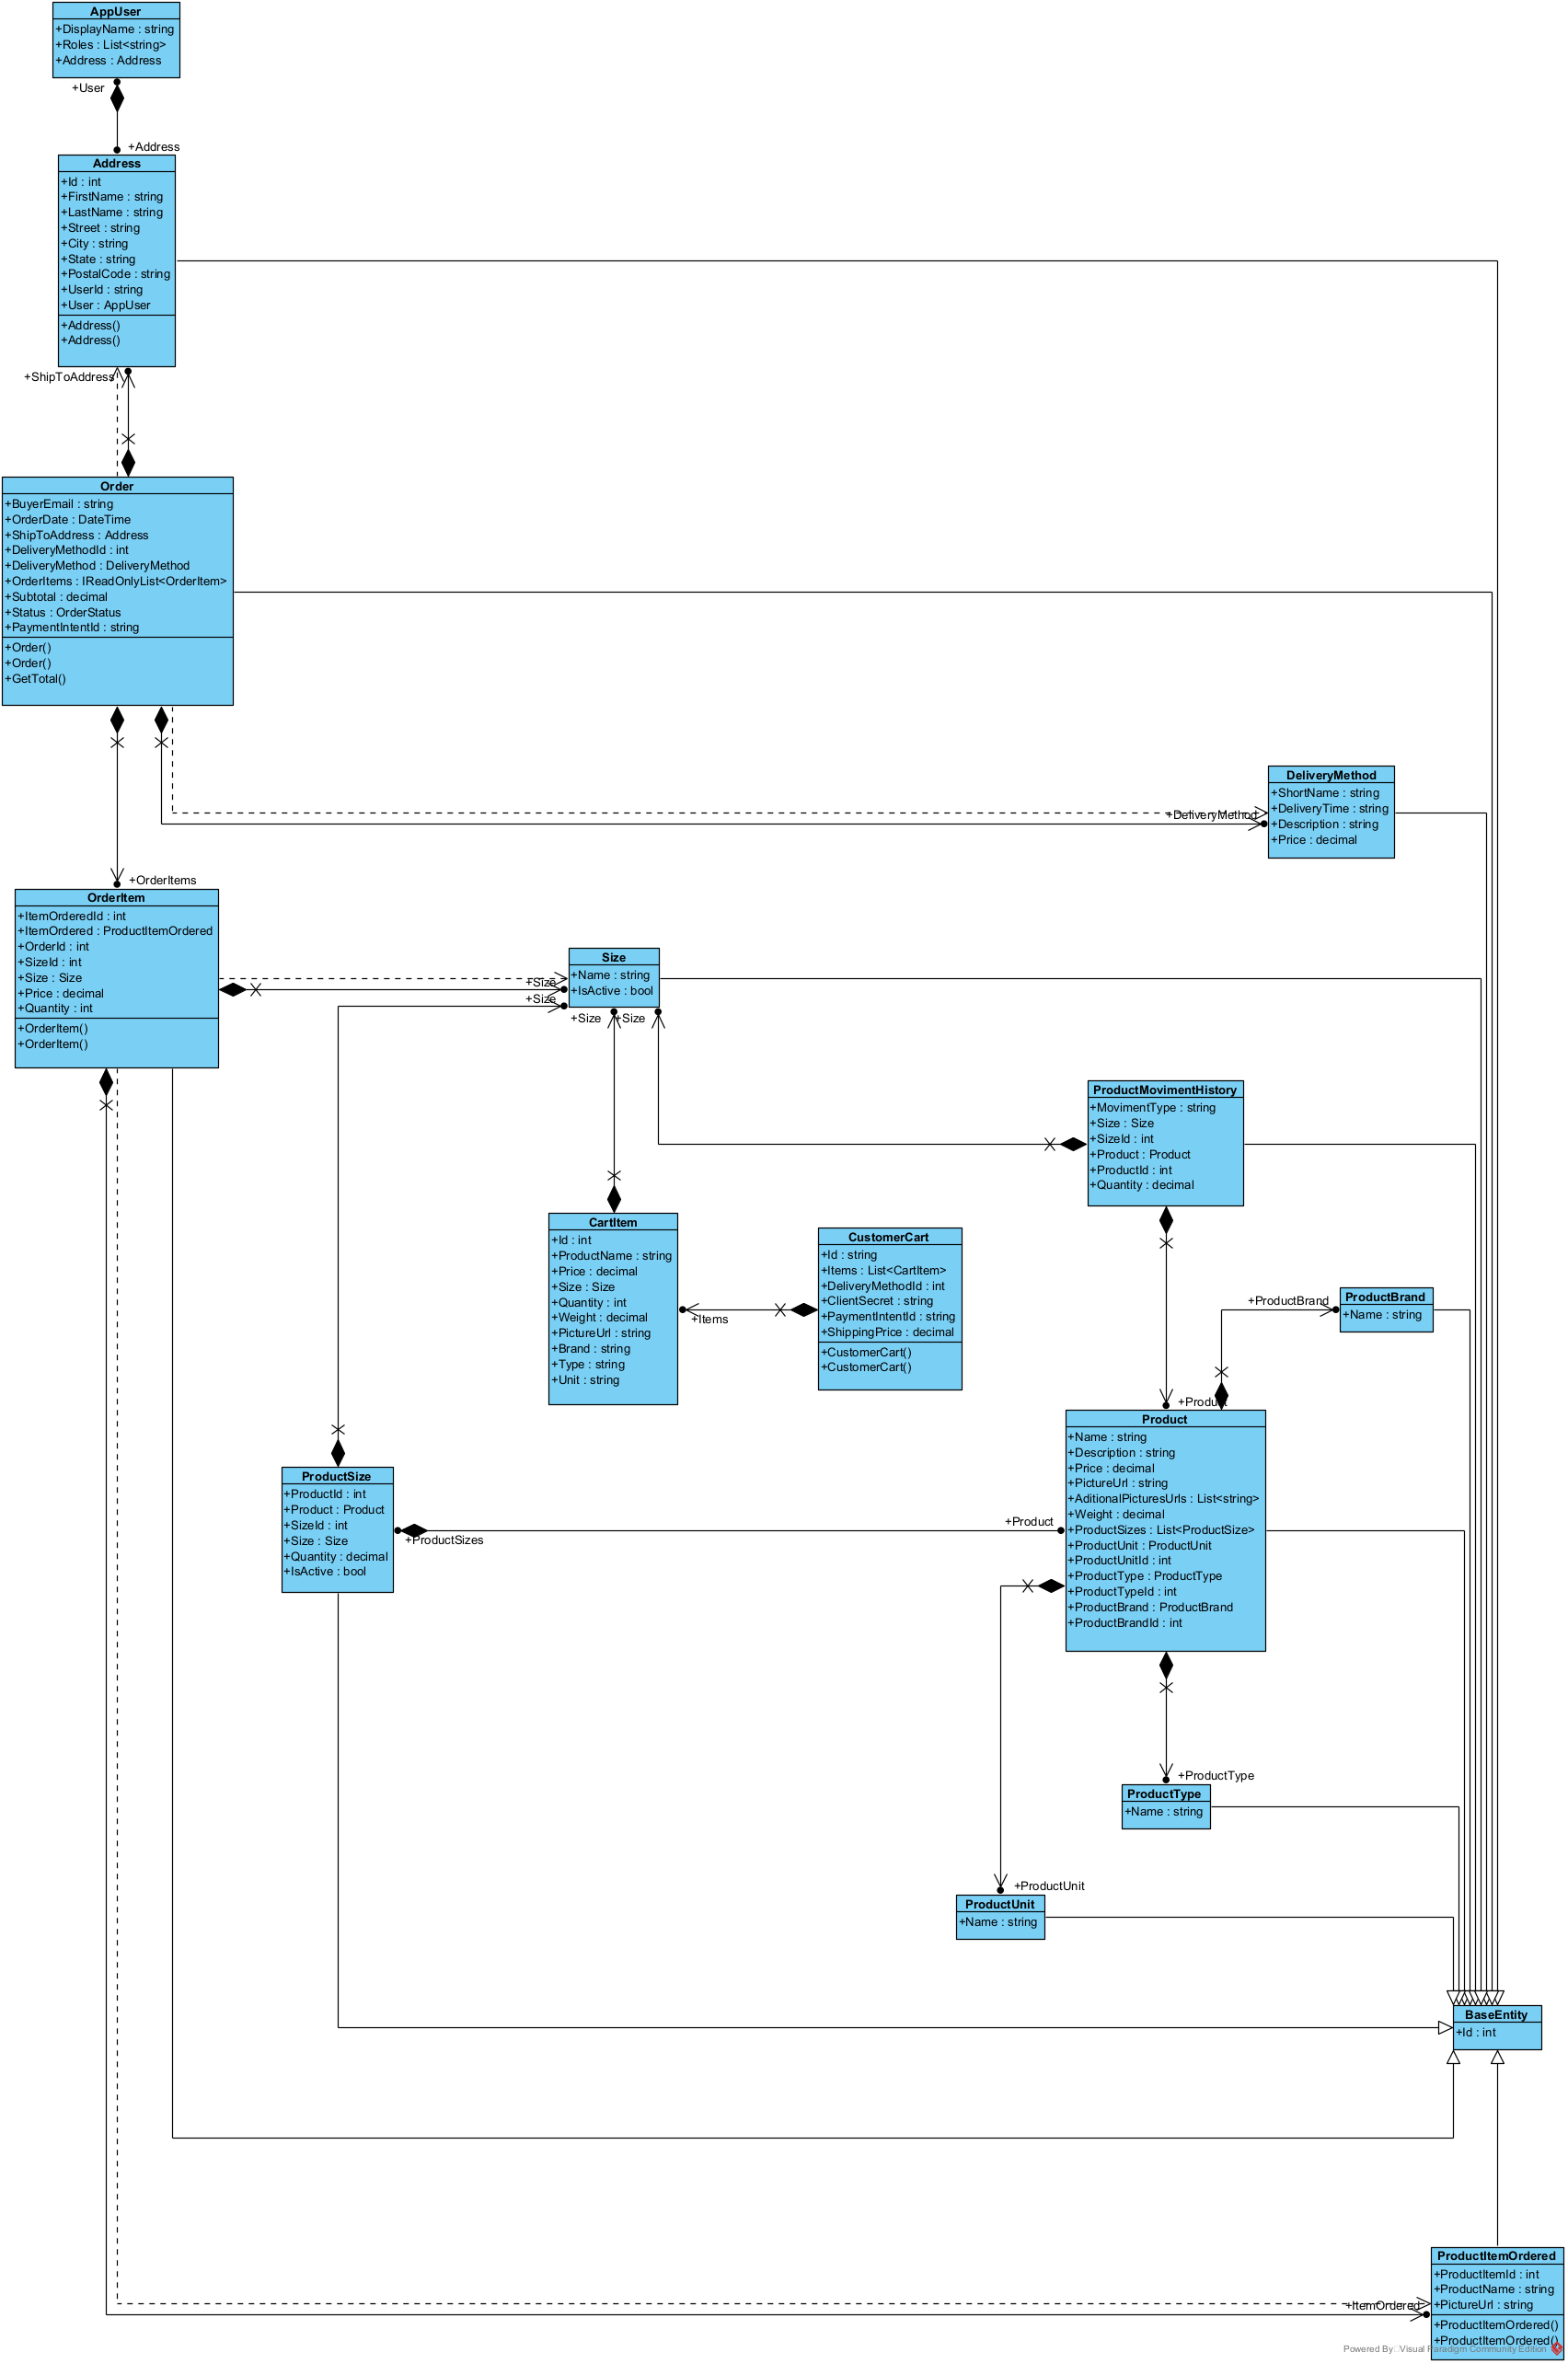 AppUser
+DisplayName : string
+Roles : List<string>
+Address : Address
+User
+Address
Address
+Id : int
+FirstName : string
+LastName : string
+Street : string
+City : string
+State : string
+PostalCode : string
+UserId : string
+User : AppUser
+Address()
+Address()
+ShipToAddress
Order
+BuyerEmail : string
+OrderDate : DateTime
+ShipToAddress : Address
+DeliveryMethodId : int
+DeliveryMethod : DeliveryMethod
+OrderItems : IReadOnlyList<OrderItem>
+Subtotal : decimal
+Status : OrderStatus
+PaymentIntentId : string
+Order()
+Order()
+GetTotal()
DeliveryMethod
+ShortName : string
+DeliveryTime : string
+Description : string
+Price : decimal
+DeliveryMethod
+OrderItems
OrderItem
+ItemOrderedId : int
+ItemOrdered : ProductItemOrdered
+OrderId : int
+SizeId : int
+Size : Size
+Price : decimal
+Quantity : int
+OrderItem()
+OrderItem()
Size
+Name : string
+IsActive : bool
+Size
+Size
+Size
+Size
ProductMovimentHistory
+MovimentType : string
+Size : Size
+SizeId : int
+Product : Product
+ProductId : int
+Quantity : decimal
CartItem
+Id : int
+ProductName : string
+Price : decimal
+Size : Size
+Quantity : int
+Weight : decimal
+PictureUrl : string
+Brand : string
+Type : string
+Unit : string
+Items
CustomerCart
+Id : string
+Items : List<CartItem>
+DeliveryMethodId : int
+ClientSecret : string
+PaymentIntentId : string
+ShippingPrice : decimal
+CustomerCart()
+CustomerCart()
+ProductBrand
ProductBrand
+Name : string
+Product
Product
+Name : string
+Description : string
+Price : decimal
+PictureUrl : string
+AditionalPicturesUrls : List<string>
+Weight : decimal
+ProductSizes : List<ProductSize>
+ProductUnit : ProductUnit
+ProductUnitId : int
+ProductType : ProductType
+ProductTypeId : int
+ProductBrand : ProductBrand
+ProductBrandId : int
ProductSize
+ProductId : int
+Product : Product
+SizeId : int
+Size : Size
+Quantity : decimal
+IsActive : bool
+ProductSizes
+Product
+ProductType
ProductType
+Name : string
+ProductUnit
ProductUnit
+Name : string
BaseEntity
+Id : int
ProductItemOrdered
+ProductItemId : int
+ProductName : string
+PictureUrl : string
+ProductItemOrdered()
+ProductItemOrdered()
+ItemOrdered
Powered By Visual Paradigm Community Edition